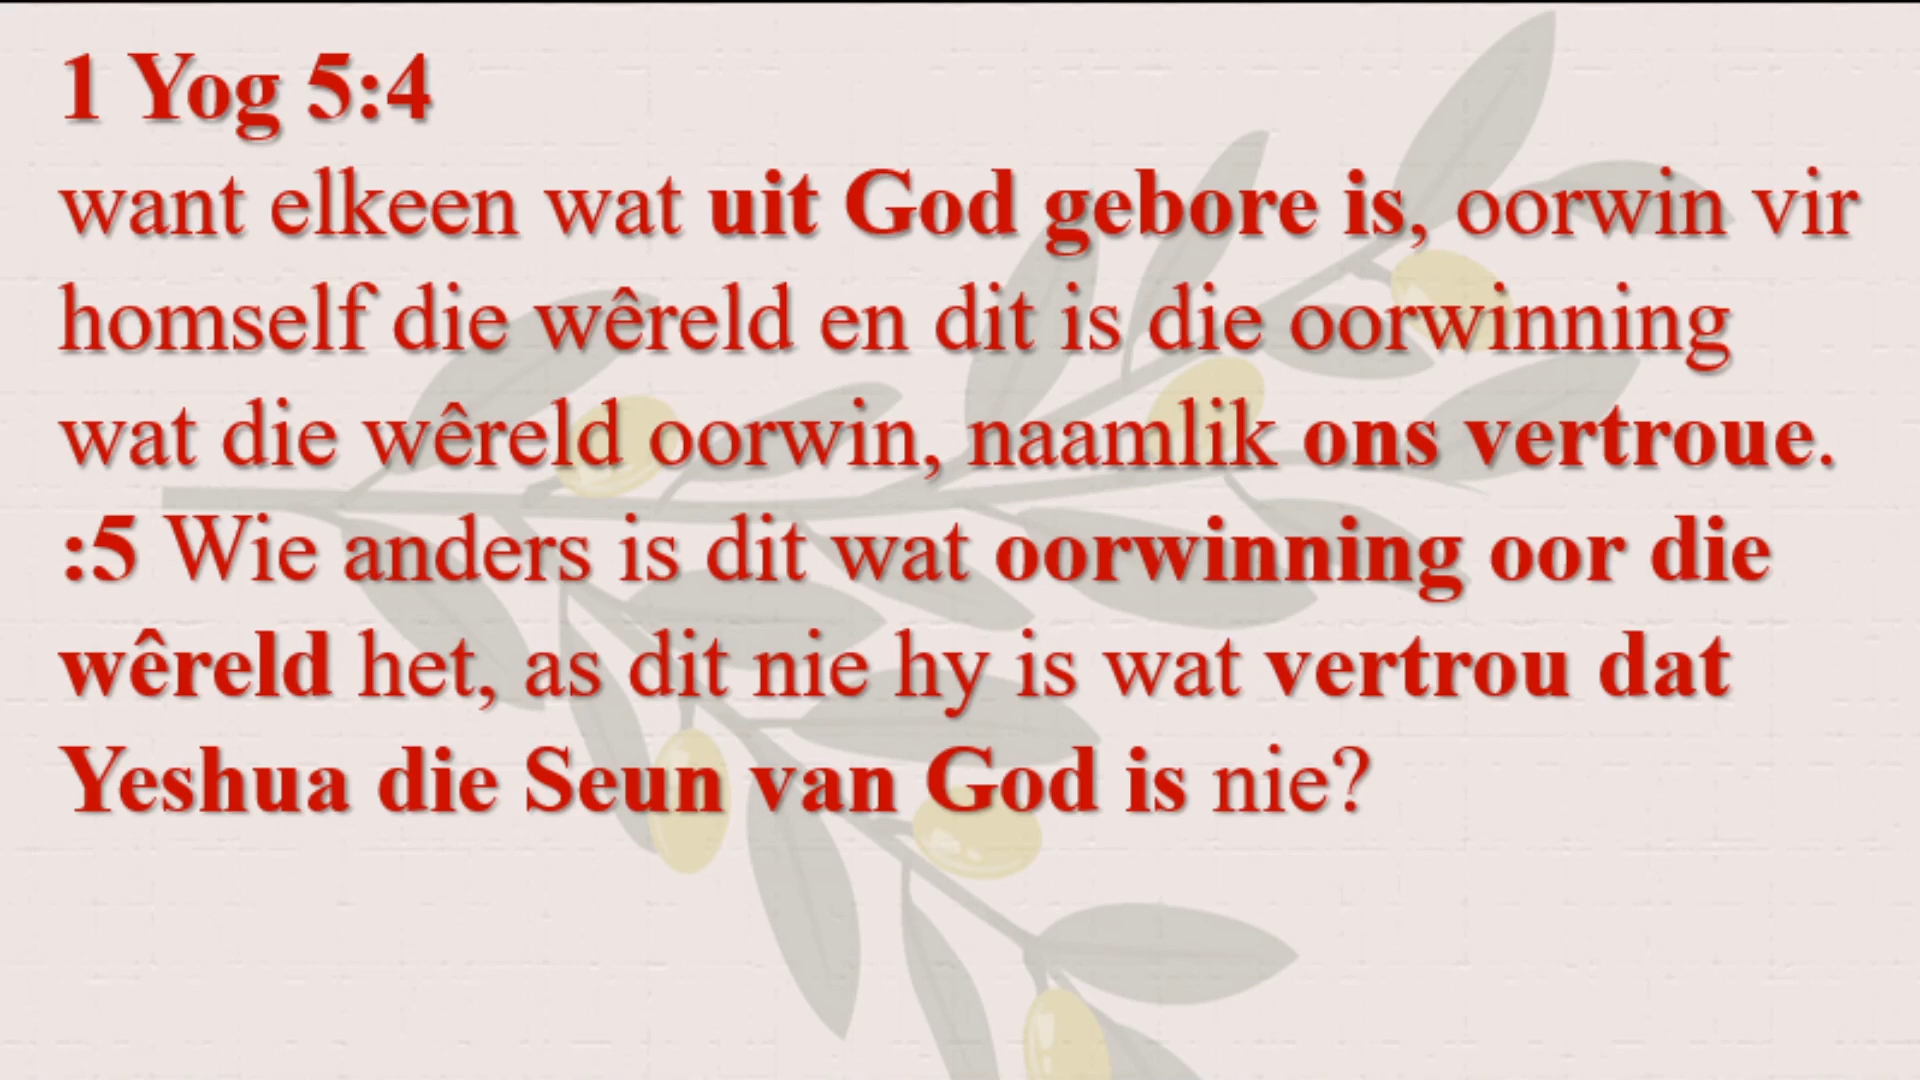 1 Yog 5:4
want elkeen wat uit God gebore is, oorwin vir
homself die wêreld en dit is die oorwinning
wat die wêreld oorwin, naamlik ons vertroue.
:5 Wie anders is dit wat oorwinning oor die
wêreld het, as dit nie hy is wat vertrou dat
Yeshua die Seun van God is nie?